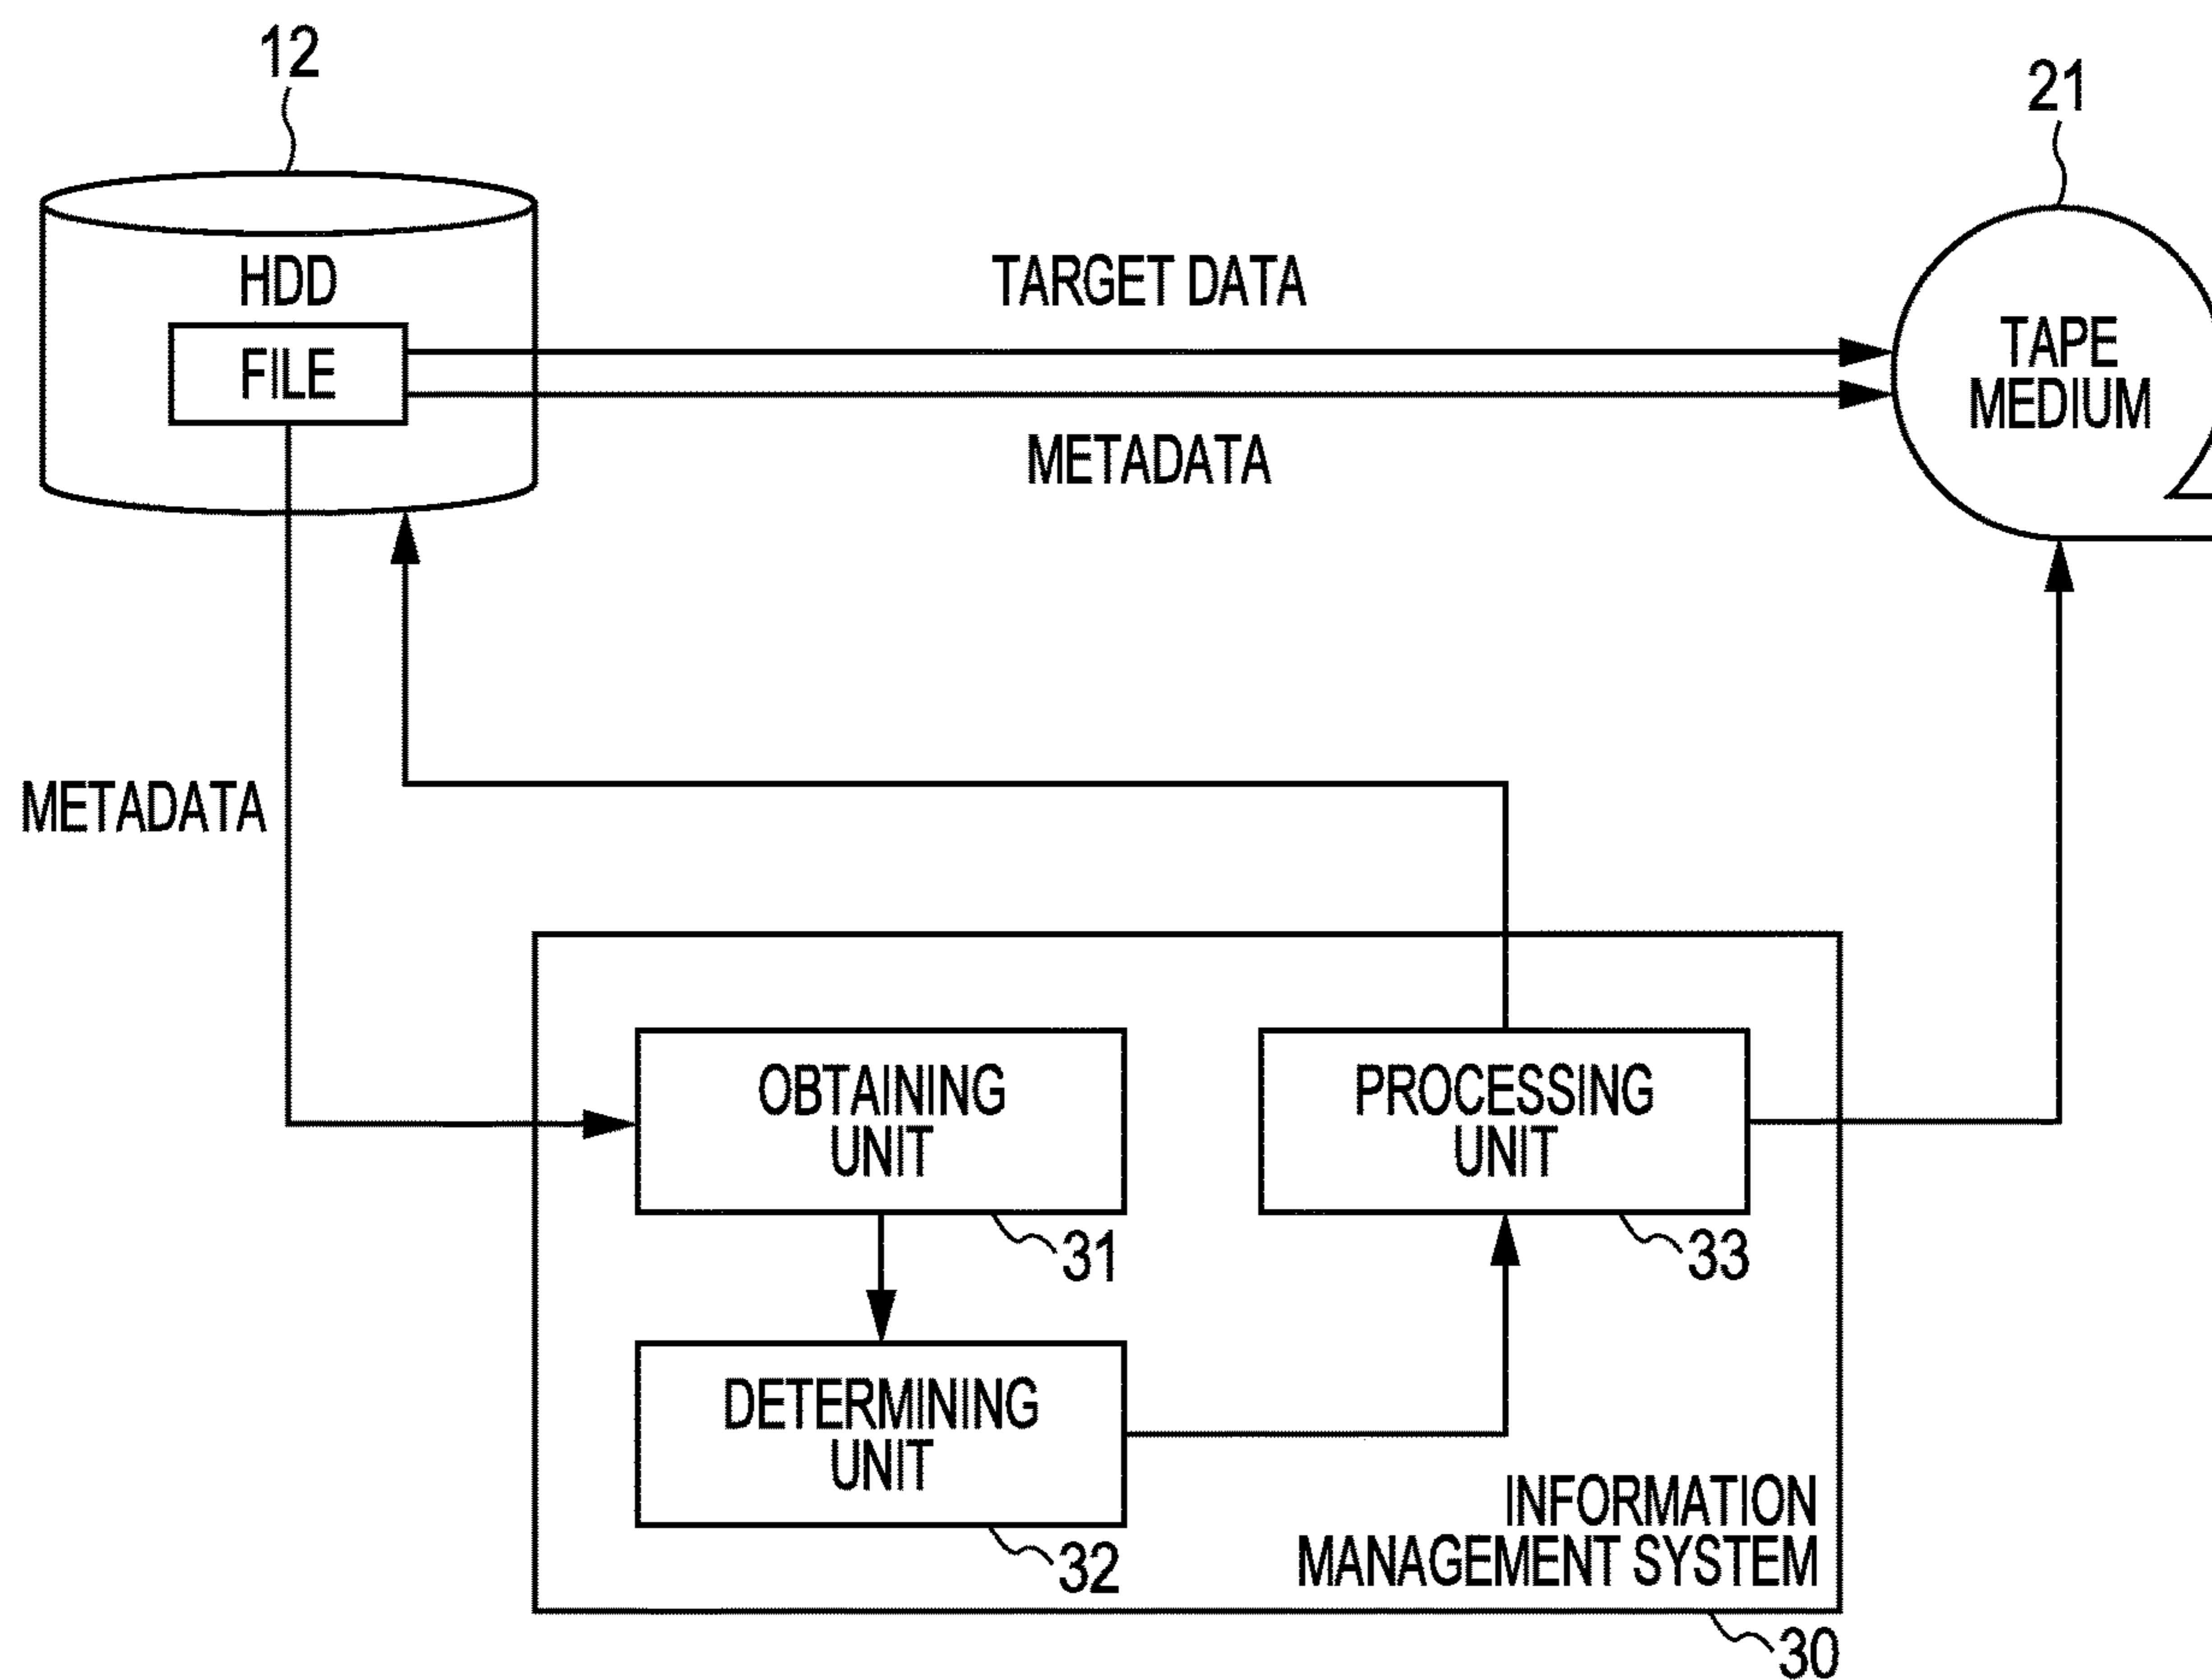 12
21
HDD
FILE
TARGET DATA
METADATA
TAPE
MEDIUM
METADATA
OBTAINING
UNIT
31
PROCESSING
UNIT
33
DETERMINING
UNIT
32
INFORMATION
MANAGEMENT SYSTEM
30